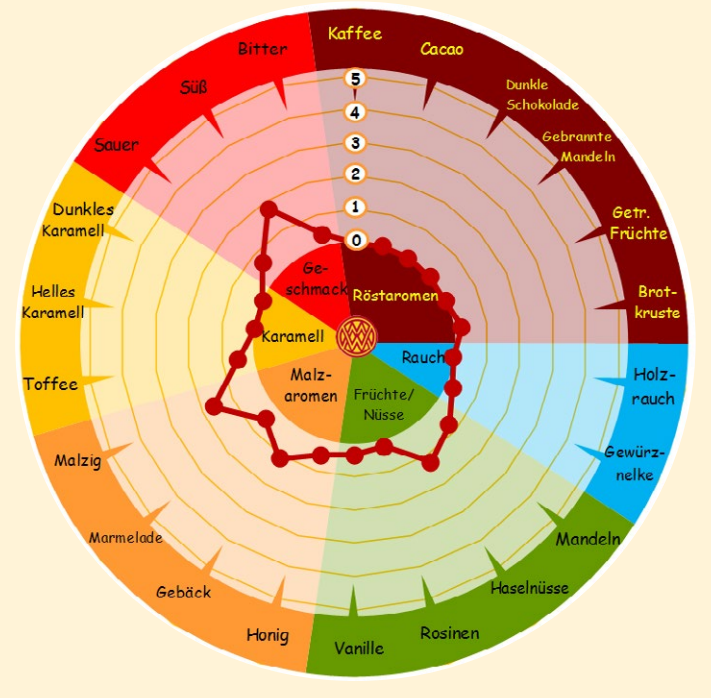 Kaffee
Cacao
Dunkle
Schokolade
Gebrannte
Mandeln
Getr.
Früchte
Brot-
kruste
Holz-
rauch
Gewürz-
nelke
Mandeln
Haselnüsse
Rosinen
Vanille
Honig
Gebäck
Marmelade
Malzig
Toffee
Helles
Karamell
Dunkles
Karamell
Sauer
Süß
Bitter
5
4
3
2
1
0
Ge-
schmack
Röstaromen
Karamell
Rauch
Malz-
aromen
Früchte/
Nüsse